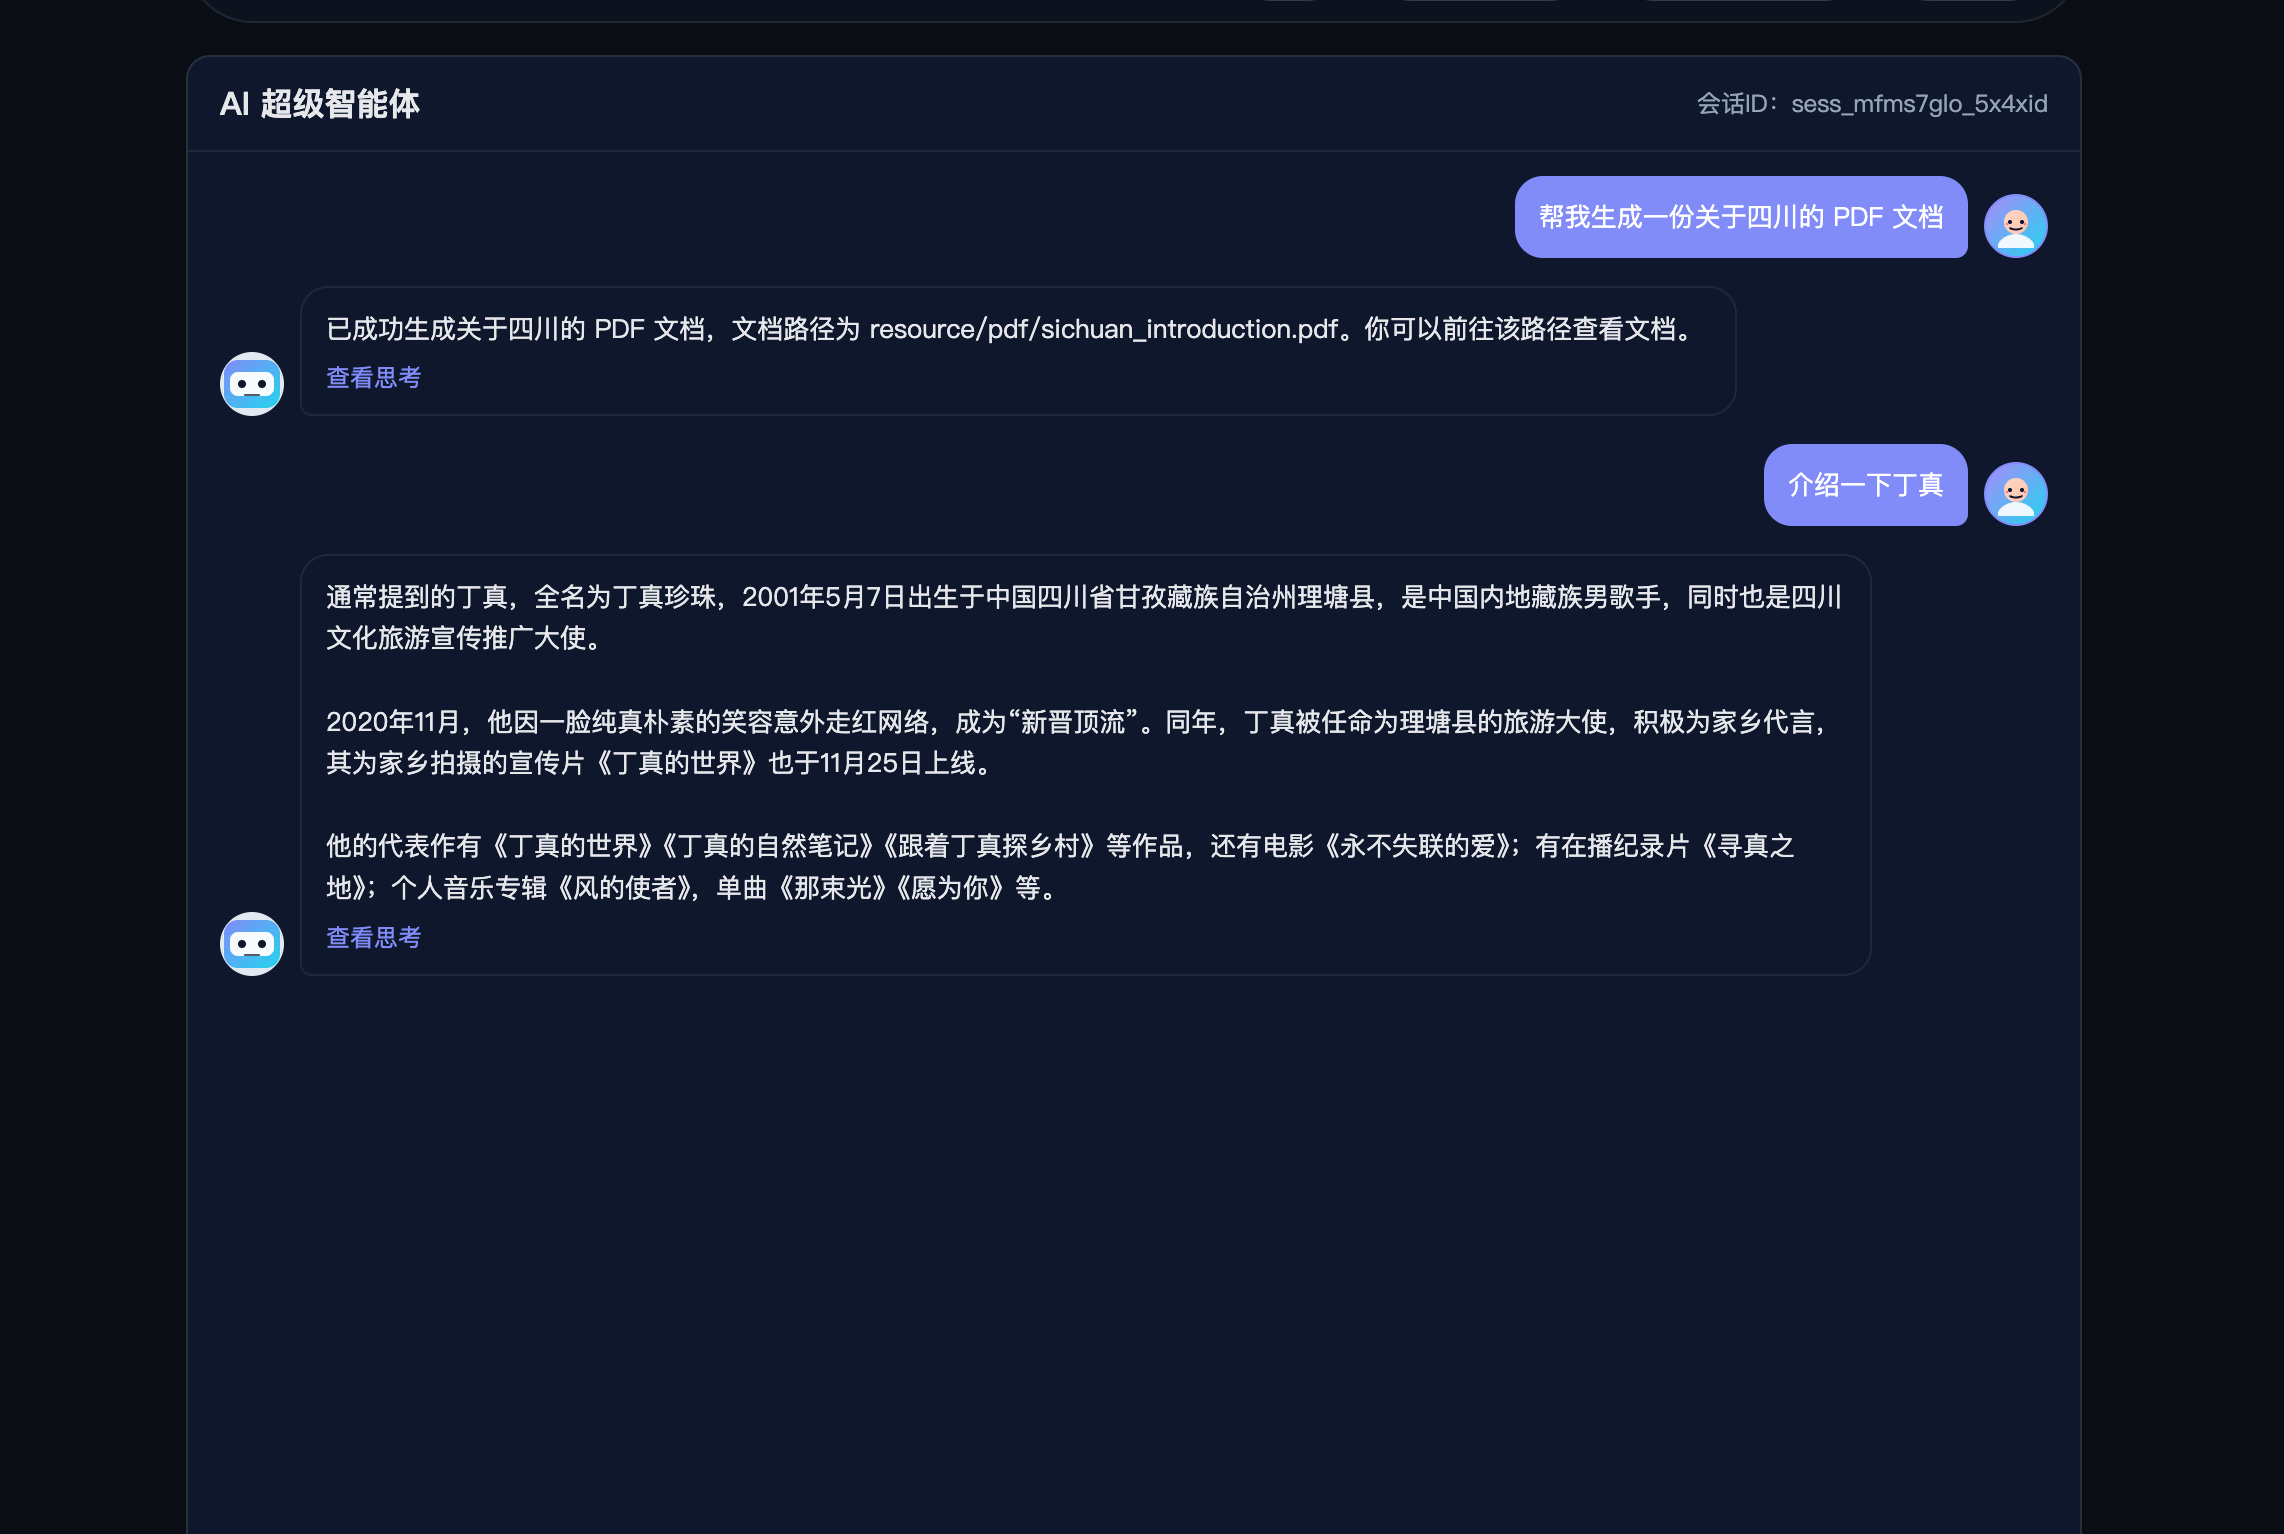 AI 超级智能体
会话ID：sess_mfms7glo_5x4xid
帮我生成一份关于四川的 PDF 文档
已成功生成关于四川的 PDF 文档，文档路径为 resource/pdf/sichuan_introduction.pdf。你可以前往该路径查看文档。
查看思考
介绍一下丁真
通常提到的丁真，全名为丁真珍珠，2001年5月7日出生于中国四川省甘孜藏族自治州理塘县，是中国内地藏族男歌手，同时也是四川
文化旅游宣传推广大使。
2020年11月，他因一脸纯真朴素的笑容意外走红网络，成为“新晋顶流”。同年，丁真被任命为理塘县的旅游大使，积极为家乡代言，
其为家乡拍摄的宣传片《丁真的世界》也于11月25日上线。
他的代表作有《丁真的世界》《丁真的自然笔记》《跟着丁真探乡村》等作品，还有电影《永不失联的爱》；有在播纪录片《寻真之
地》；个人音乐专辑《风的使者》，单曲《那束光》《愿为你》等。
查看思考